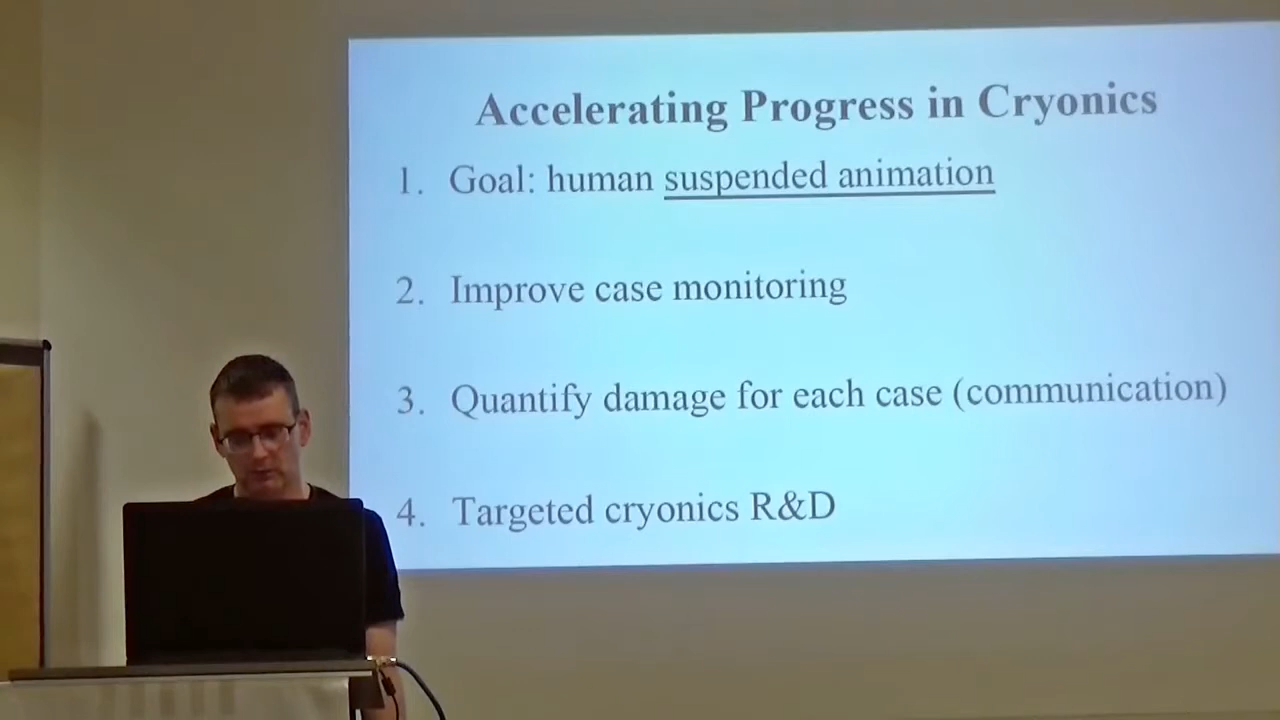 Accelerating Progress in Cryonics
1. Goal: human suspended animation
2. Improve case monitoring
3. Quantify damage for each case (communication)
4. Targeted cryonics R&D